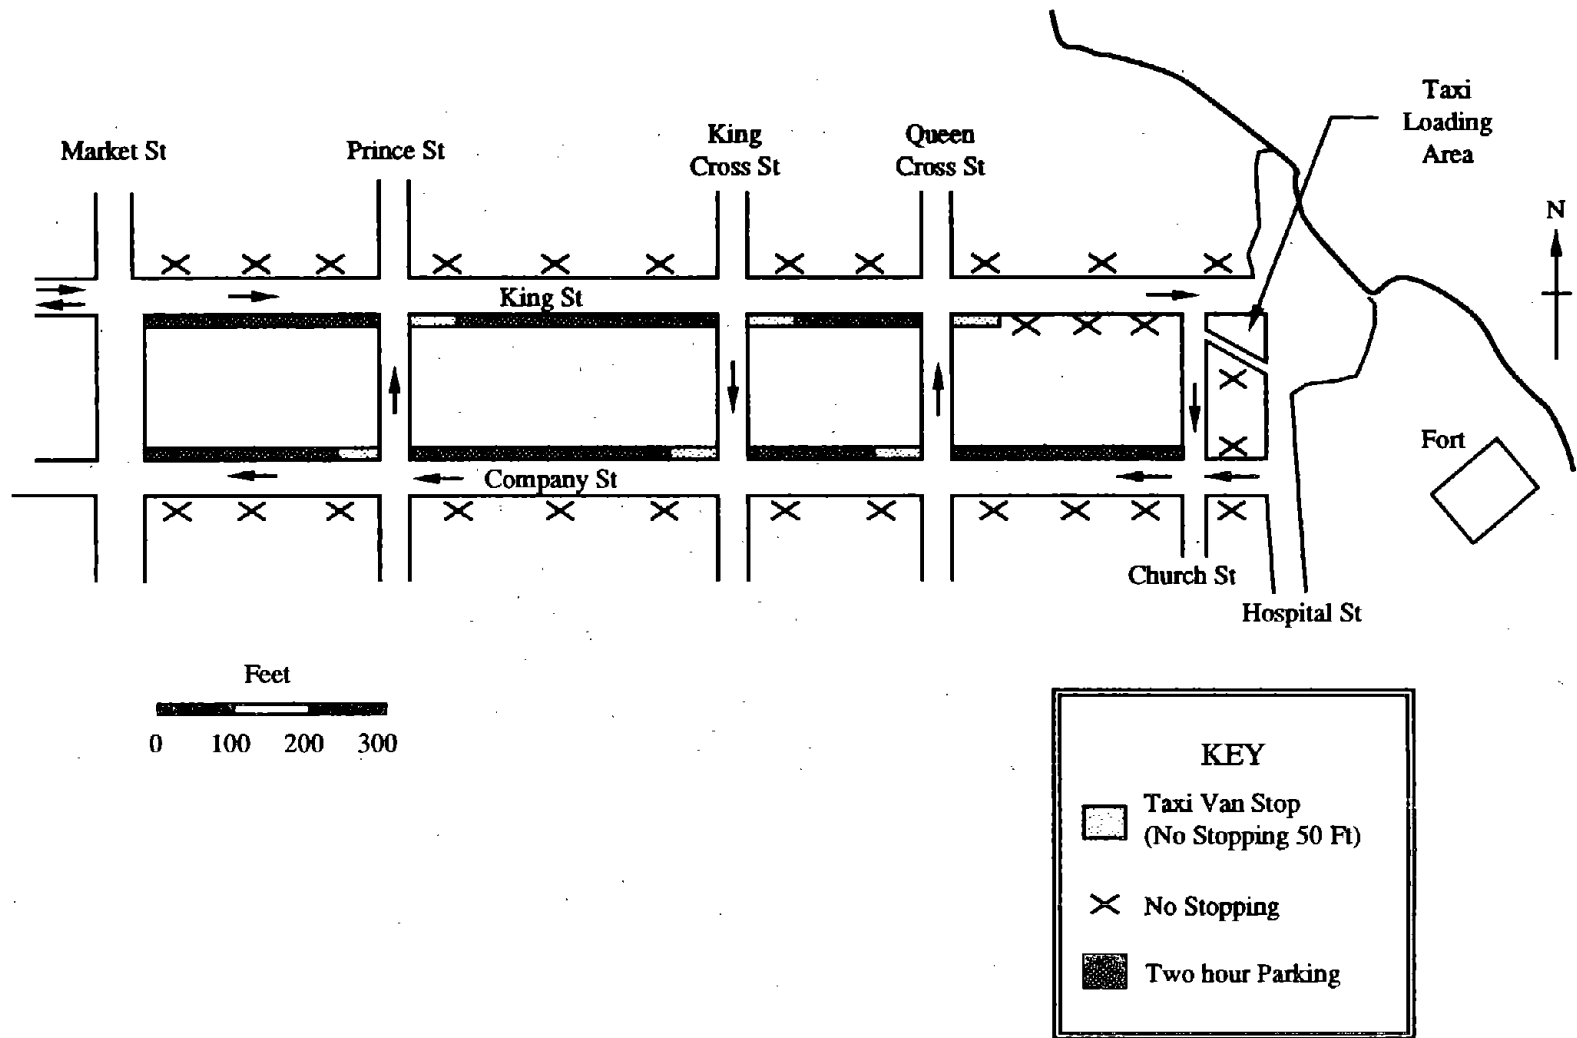 Taxi
Loading
Area
Market St
Prince St
King
Cross St
Queen
Cross St
N
King St
Company St
Fort
Church St
Hospital St
Feet
0 100 200 300
KEY
Taxi Van Stop
(No Stopping 50 Ft)
No Stopping
Two hour Parking